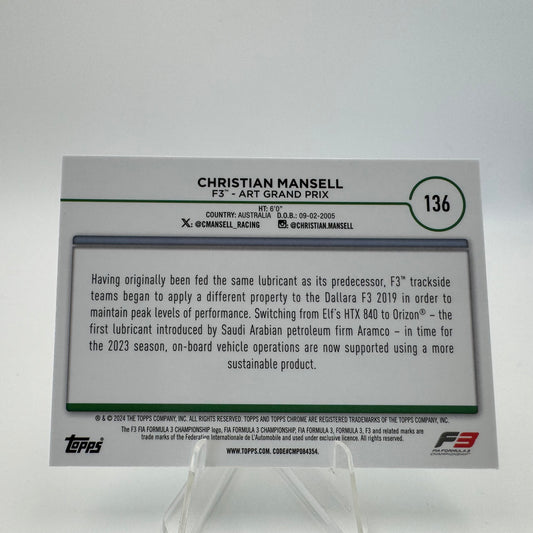 CHRISTIAN MANSELL
F3™ - ART GRAND PRIX
136
HT: 6'0"
COUNTRY: AUSTRALIA D.O.B.: 09-02-2005
X: @CMANSELL_RACING : @CHRISTIAN.MANSELL
Having originally been fed the same lubricant as its predecessor, F3™ trackside
teams began to apply a different property to the Dallara F3 2019 in order to
maintain peak levels of performance. Switching from Elf's HTX 840 to Orizon® – the
first lubricant introduced by Saudi Arabian petroleum firm Aramco – in time for
the 2023 season, on-board vehicle operations are now supported using a more
sustainable product.
® & © 2024 THE TOPPS COMPANY, INC. ALL RIGHTS RESERVED. TOPPS AND TOPPS CHROME ARE REGISTERED TRADEMARKS OF THE TOPPS COMPANY, INC.
The F3 FIA FORMULA 3 CHAMPIONSHIP logo, FIA FORMULA 3 CHAMPIONSHIP, FIA FORMULA 3, FORMULA 3, F3 and related marks are
trade marks of the Federation Internationale de L'Automobile and used under exclusive licence. All rights reserved.
TOPPS®
WWW.TOPPS.COM. CODE#CMP084354.
F3
FIA FORMULA 3
CHAMPIONSHIP